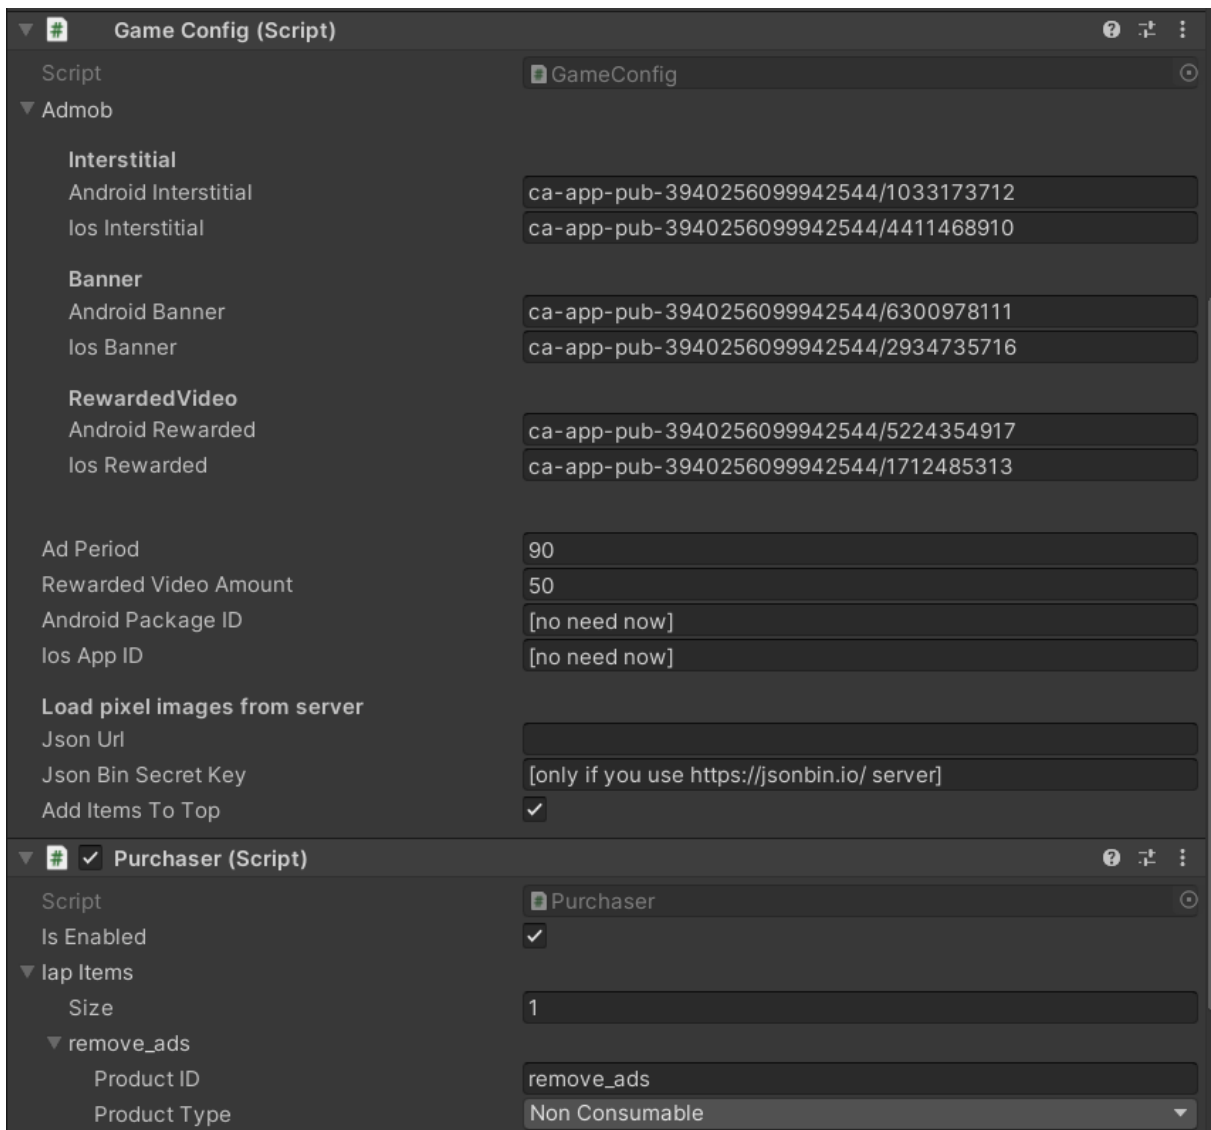 Game Config (Script)
Script GameConfig
Admob
Interstitial
Android Interstitial ca-app-pub-3940256099942544/1033173712
Ios Interstitial ca-app-pub-3940256099942544/4411468910
Banner
Android Banner ca-app-pub-3940256099942544/6300978111
Ios Banner ca-app-pub-3940256099942544/2934735716
RewardedVideo
Android Rewarded ca-app-pub-3940256099942544/5224354917
Ios Rewarded ca-app-pub-3940256099942544/1712485313
Ad Period 90
Rewarded Video Amount 50
Android Package ID [no need now]
Ios App ID [no need now]
Load pixel images from server
Json Url
Json Bin Secret Key [only if you use https://jsonbin.io/ server]
Add Items To Top
Purchaser (Script)
Script Purchaser
Is Enabled
Iap Items
Size 1
remove_ads
Product ID remove_ads
Product Type Non Consumable